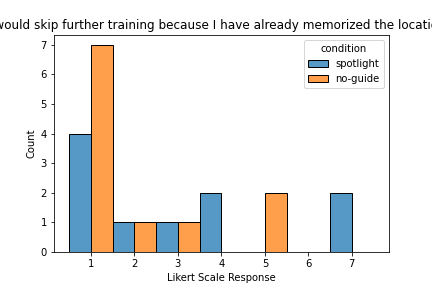 would skip further training because I have already memorized the locatio
condition
spotlight
no-guide
7
6
5
4
3
2
1
0
Count
1 2 3 4 5 6 7
Likert Scale Response